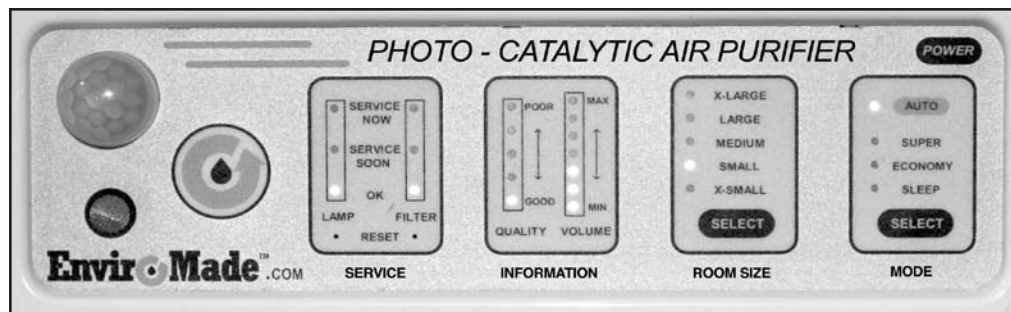 PHOTO - CATALYTIC AIR PURIFIER
POWER
SERVICE
NOW
SERVICE
SOON
OK
LAMP
FILTER
• RESET •
SERVICE
POOR
GOOD
MAX
MIN
QUALITY
VOLUME
INFORMATION
X-LARGE
LARGE
MEDIUM
SMALL
X-SMALL
SELECT
ROOM SIZE
AUTO
SUPER
ECONOMY
SLEEP
SELECT
MODE
EnviroMade™.COM